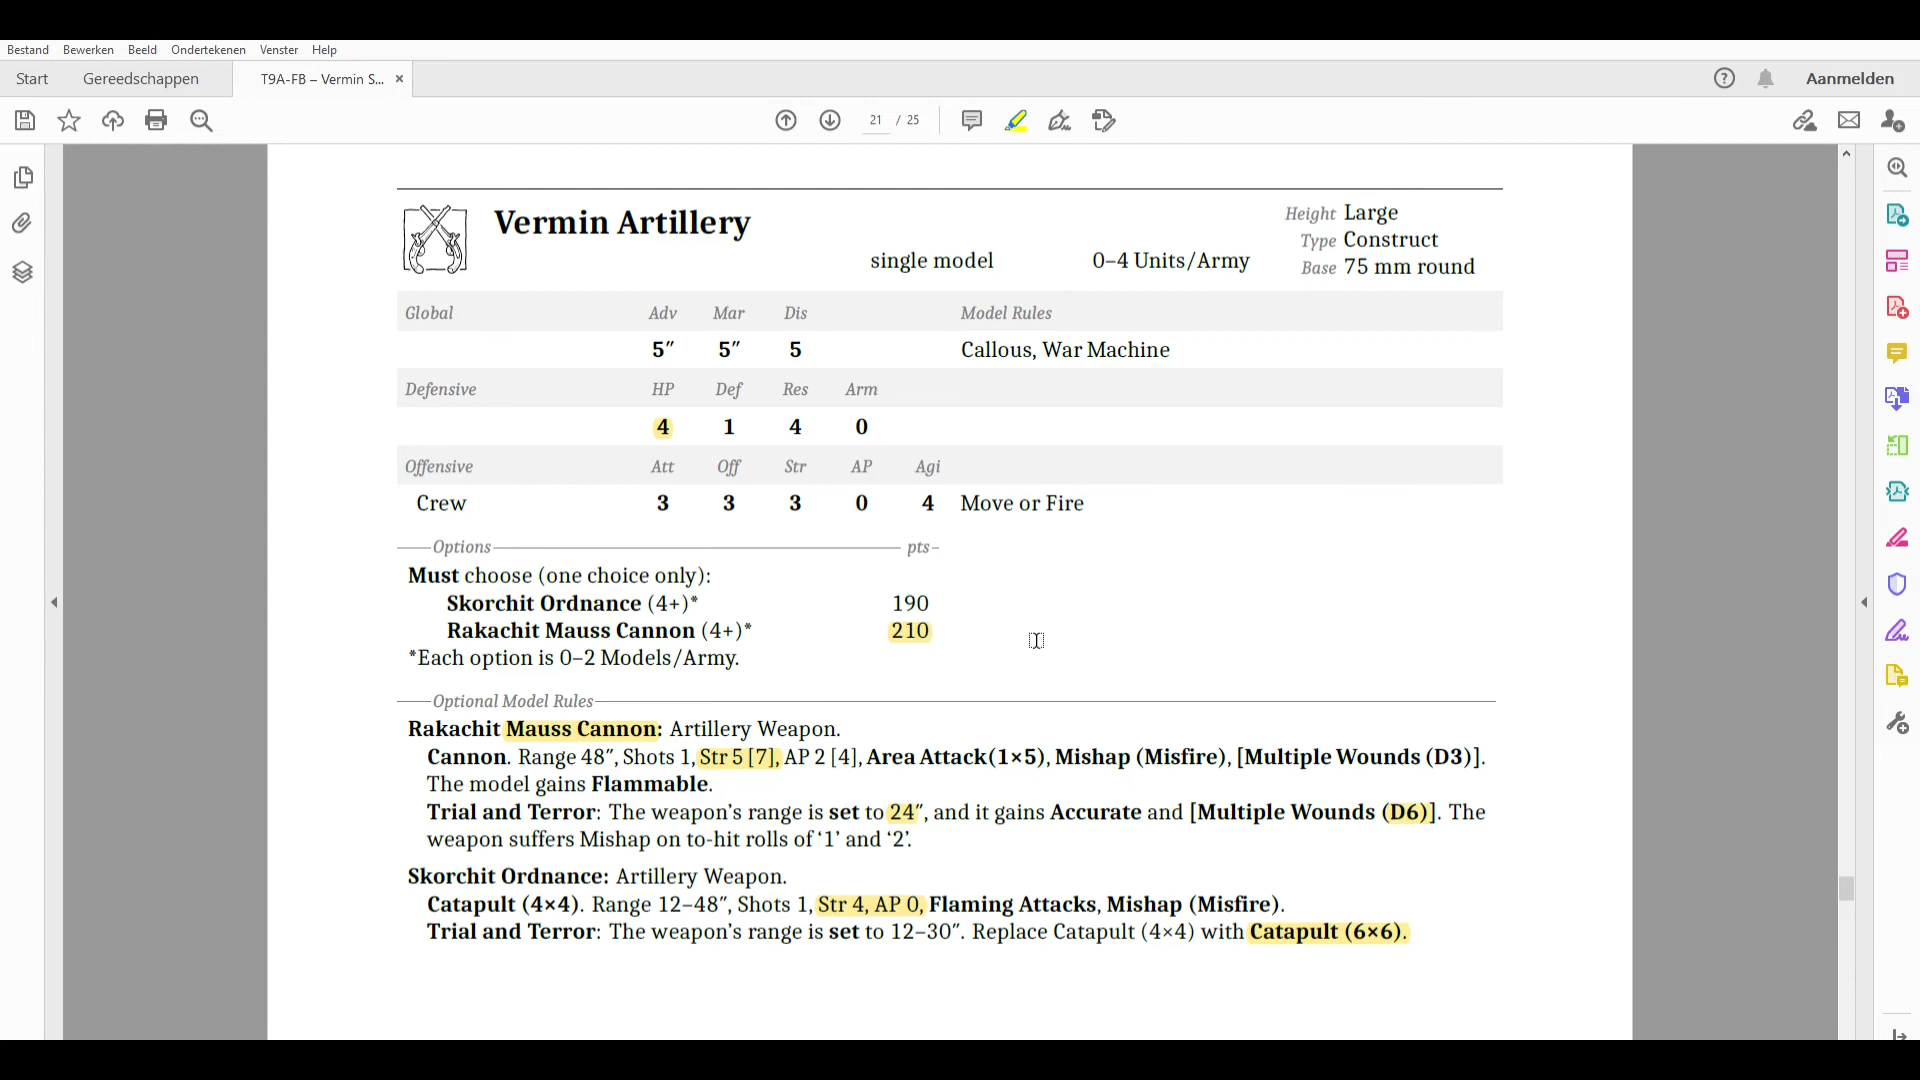 Bestand Bewerken Beeld Ondertekenen Venster Help
Start Gereedschappen T9A-FB – Vermin S... × Aanmelden
21 / 25
Vermin Artillery
single model 0–4 Units/Army
Height Large
Type Construct
Base 75 mm round
Global Adv Mar Dis Model Rules
5″ 5″ 5 Callous, War Machine
Defensive HP Def Res Arm
4 1 4 0
Offensive Att Off Str AP Agi
Crew 3 3 3 0 4 Move or Fire
Options pts
Must choose (one choice only):
Skorchit Ordnance (4+)* 190
Rakachit Mauss Cannon (4+)* 210
*Each option is 0–2 Models/Army.
Optional Model Rules
Rakachit Mauss Cannon: Artillery Weapon.
Cannon. Range 48″, Shots 1, Str 5 [7], AP 2 [4], Area Attack(1×5), Mishap (Misfire), [Multiple Wounds (D3)].
The model gains Flammable.
Trial and Terror: The weapon’s range is set to 24″, and it gains Accurate and [Multiple Wounds (D6)]. The
weapon suffers Mishap on to-hit rolls of ‘1’ and ‘2’.
Skorchit Ordnance: Artillery Weapon.
Catapult (4×4). Range 12–48″, Shots 1, Str 4, AP 0, Flaming Attacks, Mishap (Misfire).
Trial and Terror: The weapon’s range is set to 12–30″. Replace Catapult (4×4) with Catapult (6×6).